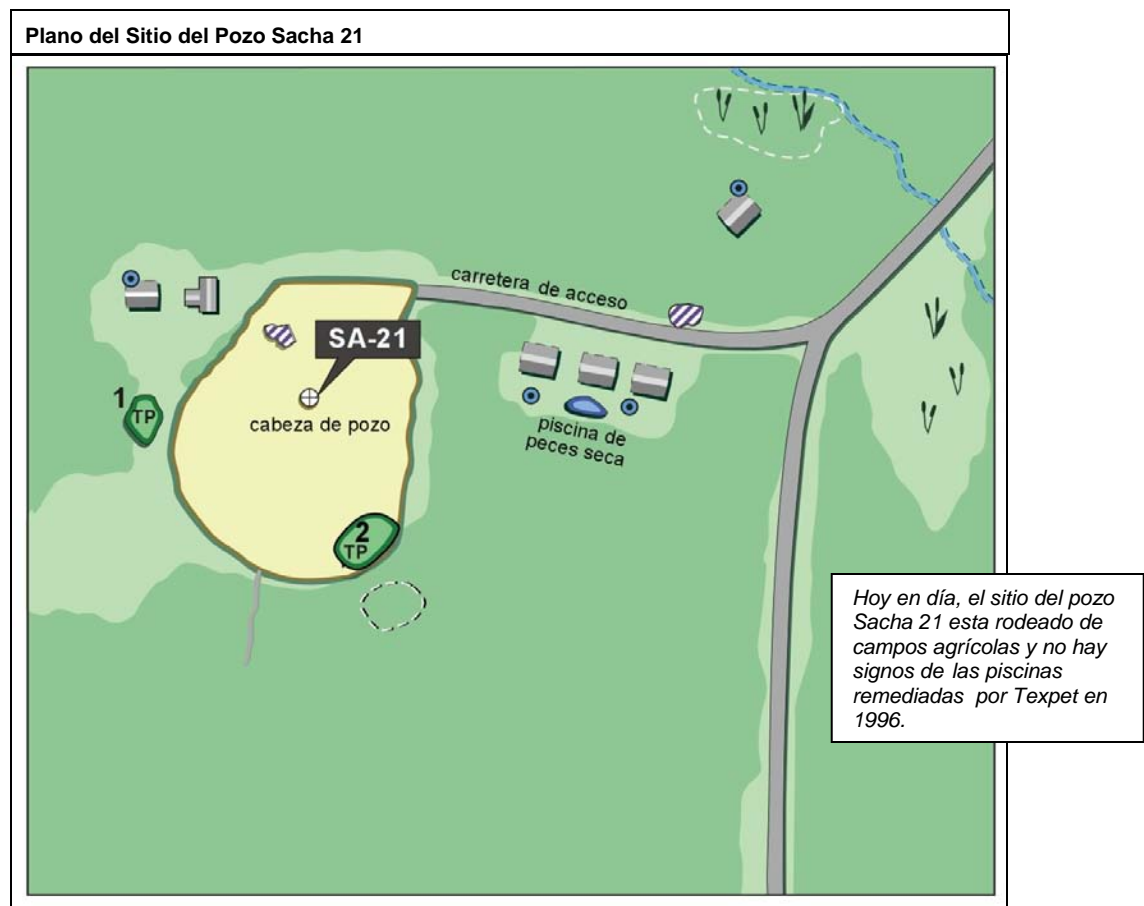 Plano del Sitio del Pozo Sacha 21
carretera de acceso
SA-21
1
TP
cabeza de pozo
piscina de
peces seca
2
TP
Hoy en día, el sitio del pozo
Sacha 21 esta rodeado de
campos agrícolas y no hay
signos de las piscinas
remediadas por Texpet en
1996.